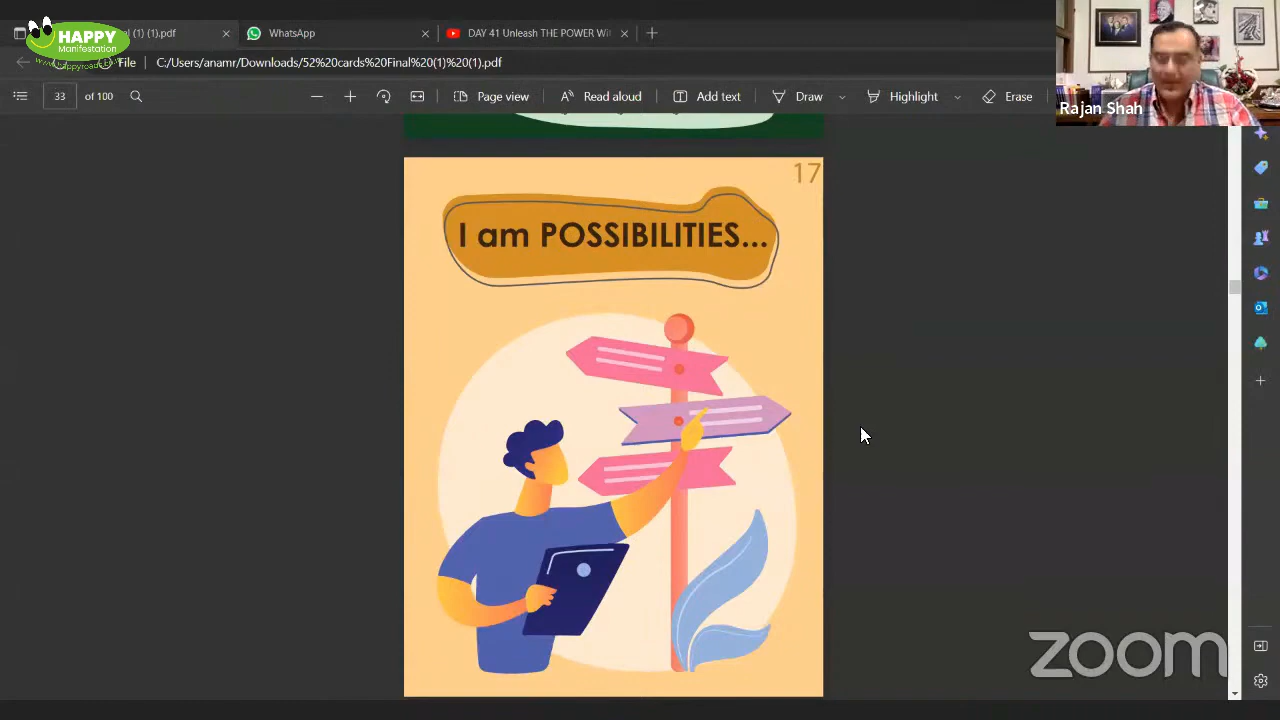 (1) (1).pdf
WhatsApp
DAY 41 Unleash THE POWER Wi
HAPPY
Manifestation
File
C:/Users/anamr/Downloads/52%20cards%20Final%20(1)%20(1).pdf
33 of 100
Page view
Read aloud
Add text
Draw
Highlight
Erase
Rajan Shah
17
I am POSSIBILITIES...
zoom